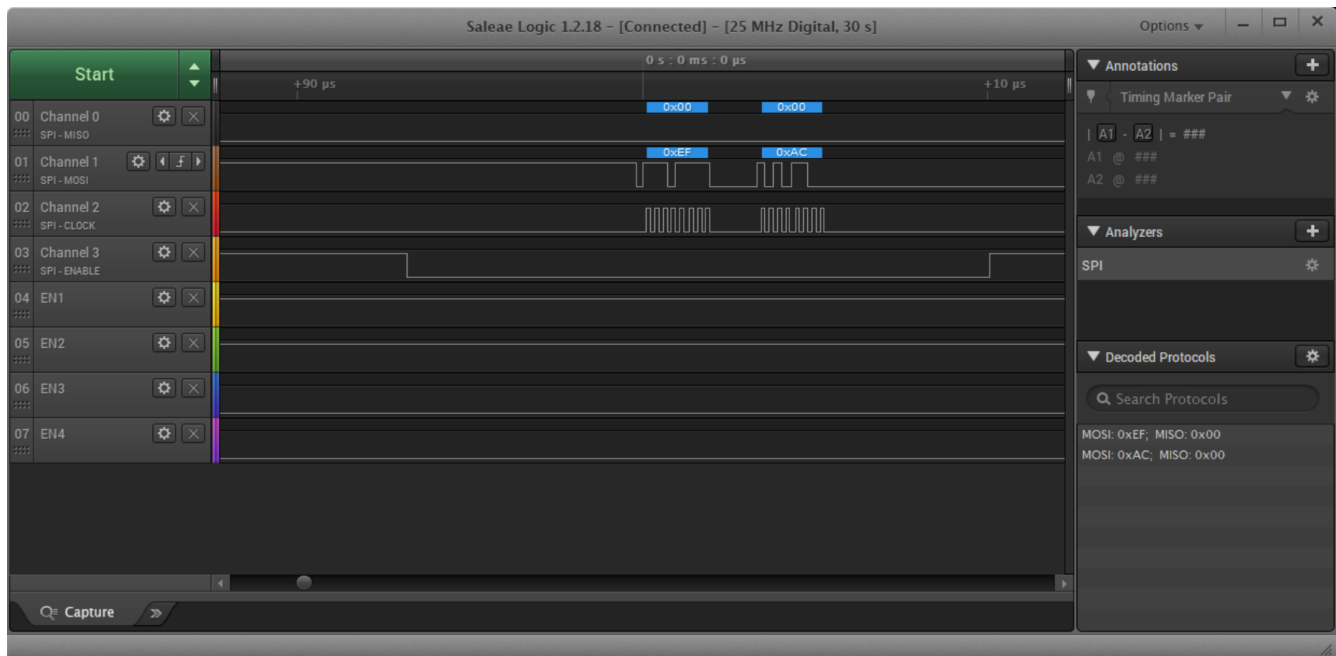 Saleae Logic 1.2.18 - [Connected] - [25 MHz Digital, 30 s]
Options
Start
0 s : 0 ms : 0 µs
+90 µs
+10 µs
00 Channel 0
SPI - MISO
0x00 0x00
01 Channel 1
SPI - MOSI
0xEF 0xAC
02 Channel 2
SPI - CLOCK
03 Channel 3
SPI - ENABLE
04 EN1
05 EN2
06 EN3
07 EN4
Capture
Annotations
Timing Marker Pair
| A1 - A2 | = ###
A1 @ ###
A2 @ ###
Analyzers
SPI
Decoded Protocols
Search Protocols
MOSI: 0xEF; MISO: 0x00
MOSI: 0xAC; MISO: 0x00